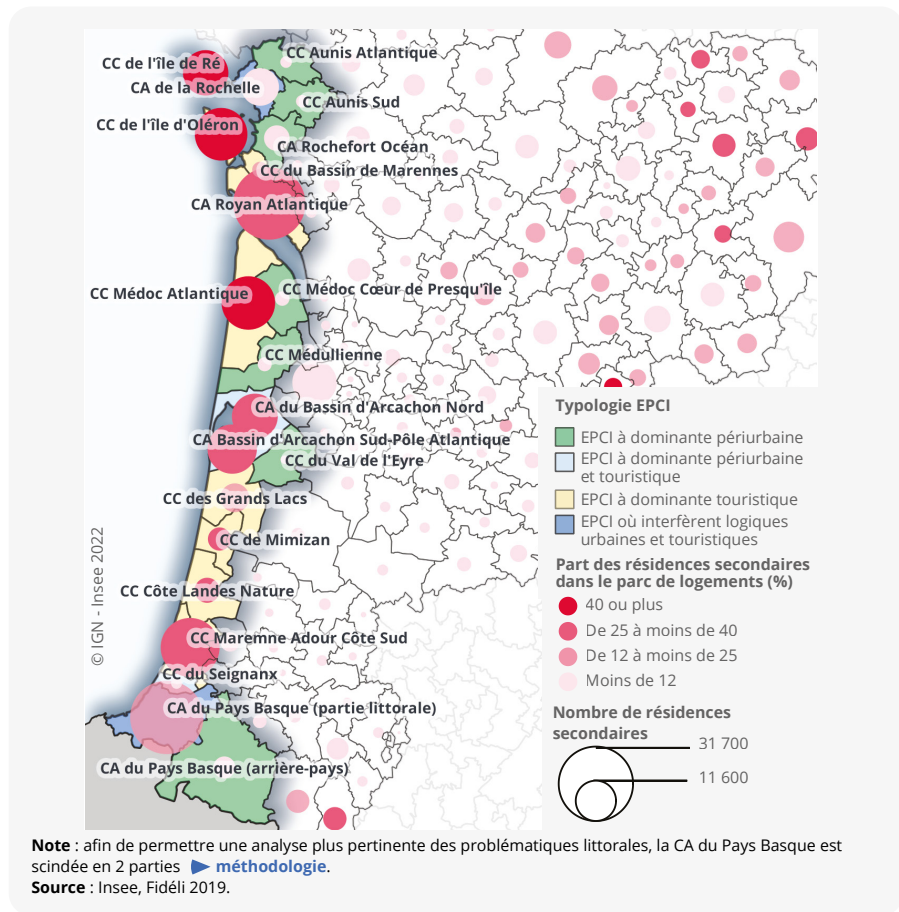 CC Aunis Atlantique
CC de l'île de Ré
CA de la Rochelle
CC Aunis Sud
CC de l'île d'Oléron
CA Rochefort Océan
CC du Bassin de Marennes
CA Royan Atlantique
CC Médoc Atlantique
CC Médoc Cœur de Presqu'île
CC Médullienne
CA du Bassin d'Arcachon Nord
CA Bassin d'Arcachon Sud-Pôle Atlantique
CC du Val de l'Eyre
CC des Grands Lacs
CC de Mimizan
CC Côte Landes Nature
CC Maremne Adour Côte Sud
CC du Seignanx
CA du Pays Basque (partie littorale)
CA du Pays Basque (arrière-pays)
© IGN - Insee 2022
Typologie EPCI
EPCI à dominante périurbaine
EPCI à dominante périurbaine
et touristique
EPCI à dominante touristique
EPCI où interfèrent logiques
urbaines et touristiques
Part des résidences secondaires
dans le parc de logements (%)
40 ou plus
De 25 à moins de 40
De 12 à moins de 25
Moins de 12
Nombre de résidences
secondaires
31 700
11 600
Note : afin de permettre une analyse plus pertinente des problématiques littorales, la CA du Pays Basque est
scindée en 2 parties méthodologie.
Source : Insee, Fidéli 2019.